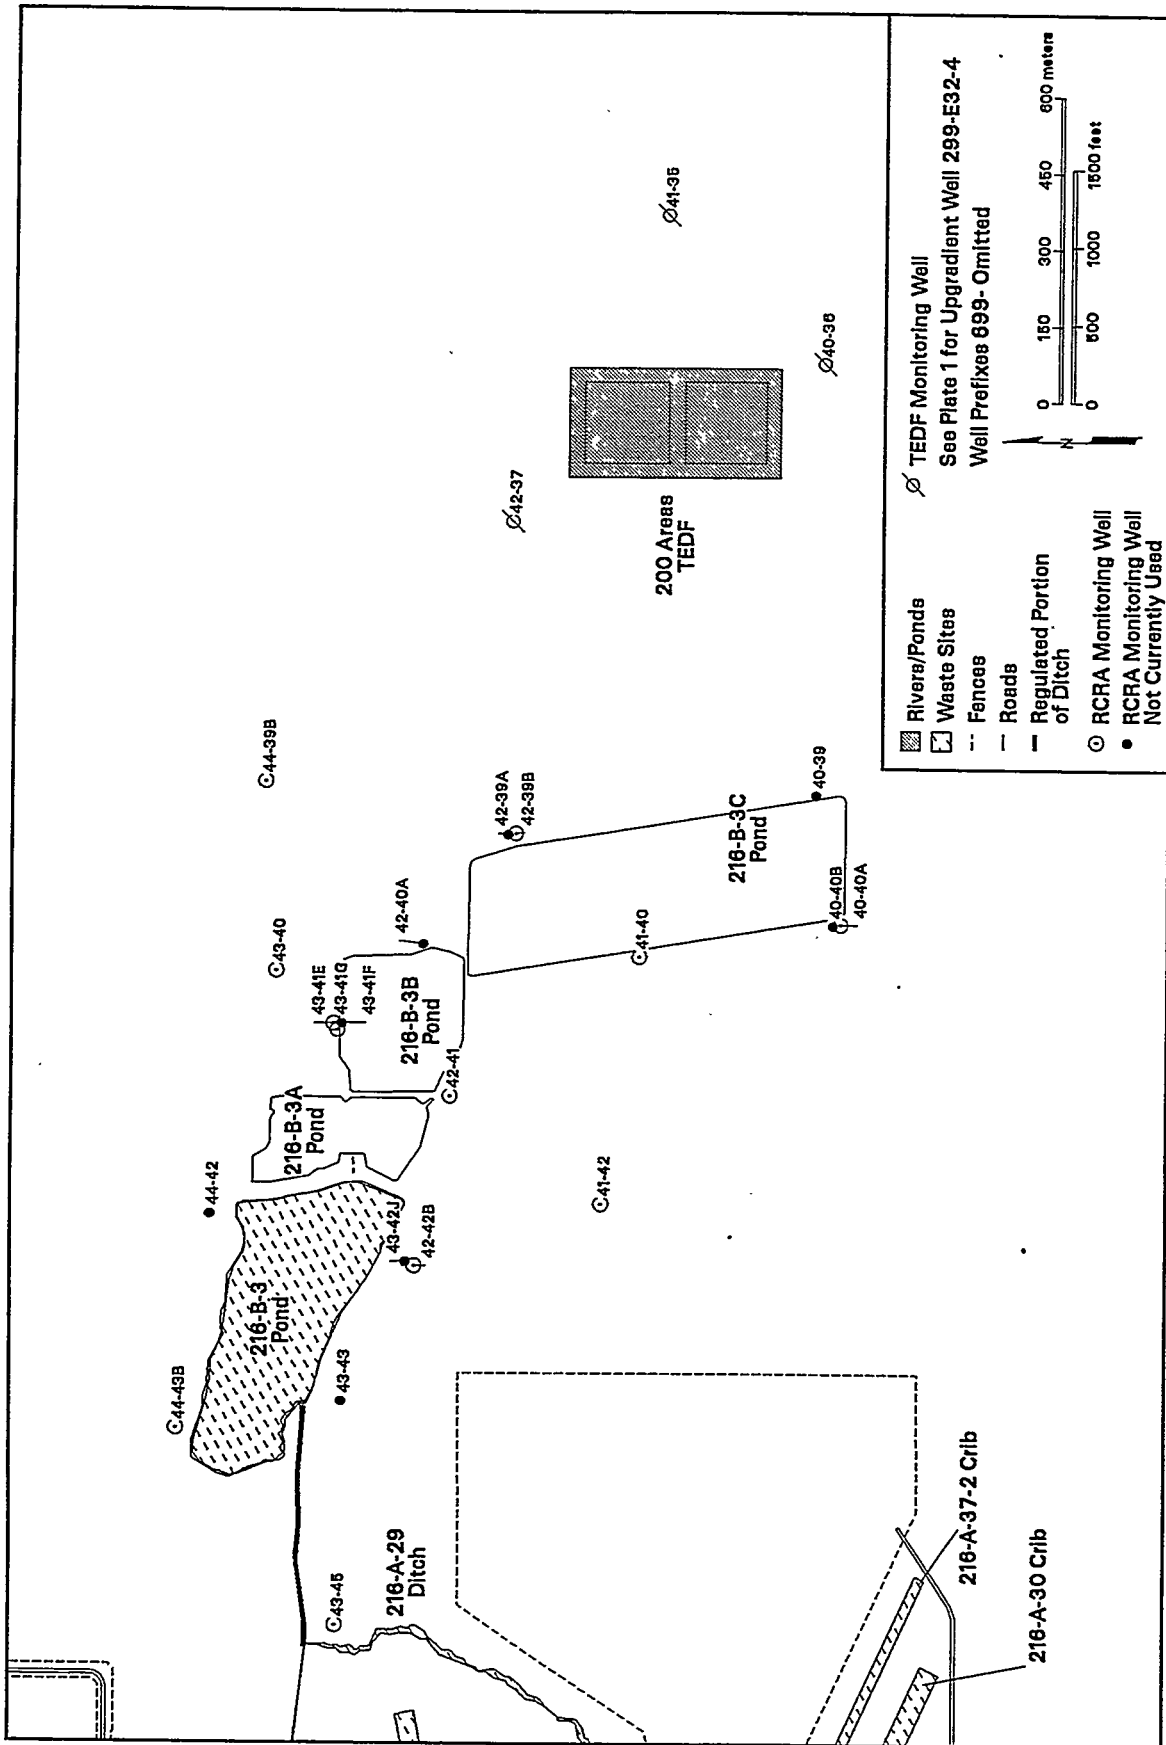 44-43B
216-B-3
Pond
44-42
43-43
43-42J
42-42B
216-B-3A
Pond
42-41
43-41E
43-41G
43-41F
216-B-3B
Pond
43-40
42-40A
44-39B
42-39A
42-39B
216-B-3C
Pond
41-40
40-40B
40-40A
40-39
41-42
43-45
216-A-29
Ditch
216-A-37-2 Crib
216-A-30 Crib
42-37
200 Areas
TEDF
40-36
41-35
Rivers/Ponds
Waste Sites
Fences
Roads
Regulated Portion
of Ditch
RCRA Monitoring Well
RCRA Monitoring Well
Not Currently Used
TEDF Monitoring Well
See Plate 1 for Upgradient Well 299-E32-4
Well Prefixes 699- Omitted
N
0 150 300 450 600 meters
0 500 1000 1500 feet